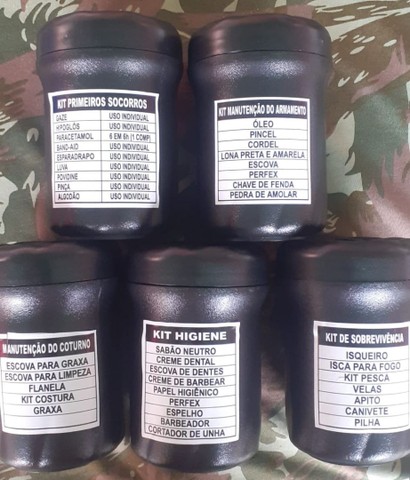 KIT PRIMEIROS SOCORROS
GAZE USO INDIVIDUAL
HIPOGLÓS USO INDIVIDUAL
PARACETAMOL 6 EM 6h (1 COMP)
BAND-AID USO INDIVIDUAL
ESPARADRAPO USO INDIVIDUAL
LUVA USO INDIVIDUAL
POVIDINE USO INDIVIDUAL
PINÇA USO INDIVIDUAL
ALGODÃO USO INDIVIDUAL
KIT MANUTENÇÃO DO ARMAMENTO
ÓLEO
PINCEL
CORDEL
LONA PRETA E AMARELA
ESCOVA
PERFEX
CHAVE DE FENDA
PEDRA DE AMOLAR
MANUTENÇÃO DO COTURNO
ESCOVA PARA GRAXA
ESCOVA PARA LIMPEZA
FLANELA
KIT COSTURA
GRAXA
KIT HIGIENE
SABÃO NEUTRO
CREME DENTAL
ESCOVA DE DENTES
CREME DE BARBEAR
PAPEL HIGIÊNICO
PERFEX
ESPELHO
BARBEADOR
CORTADOR DE UNHA
KIT DE SOBREVIVÊNCIA
ISQUEIRO
ISCA PARA FOGO
KIT PESCA
VELAS
APITO
CANIVETE
PILHA